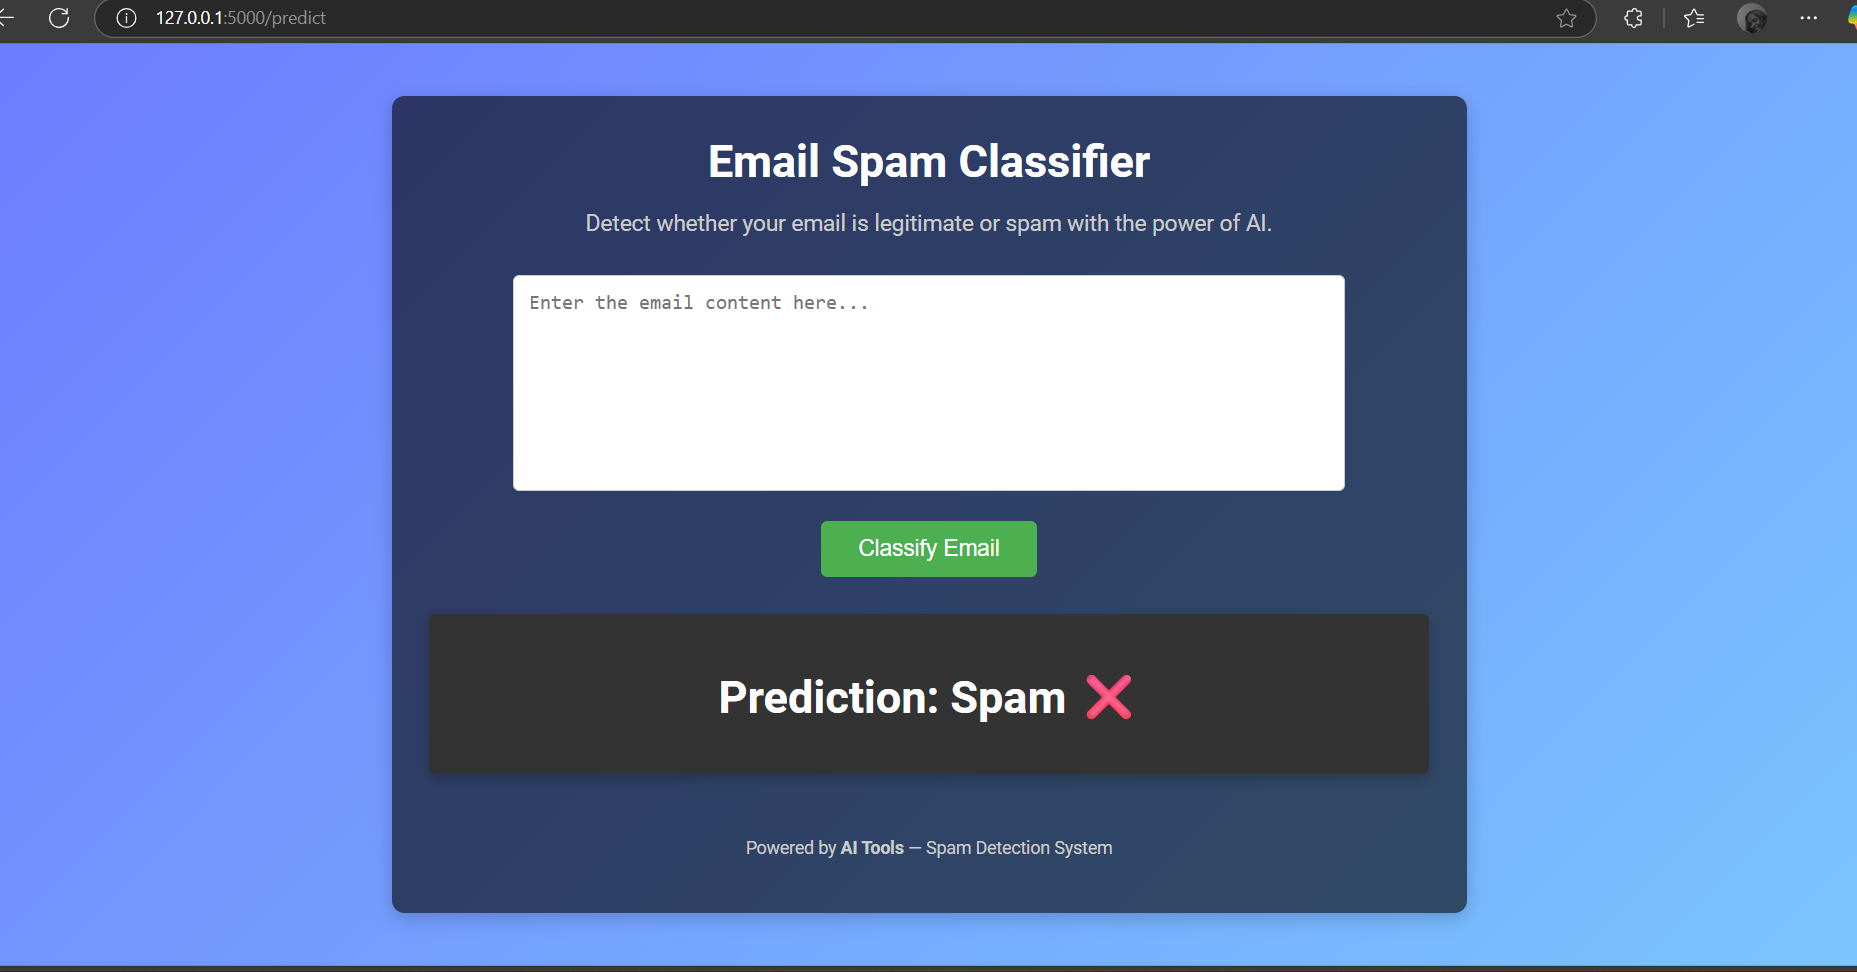 127.0.0.1:5000/predict
Email Spam Classifier
Detect whether your email is legitimate or spam with the power of AI.
Enter the email content here...
Classify Email
Prediction: Spam ❌
Powered by AI Tools — Spam Detection System